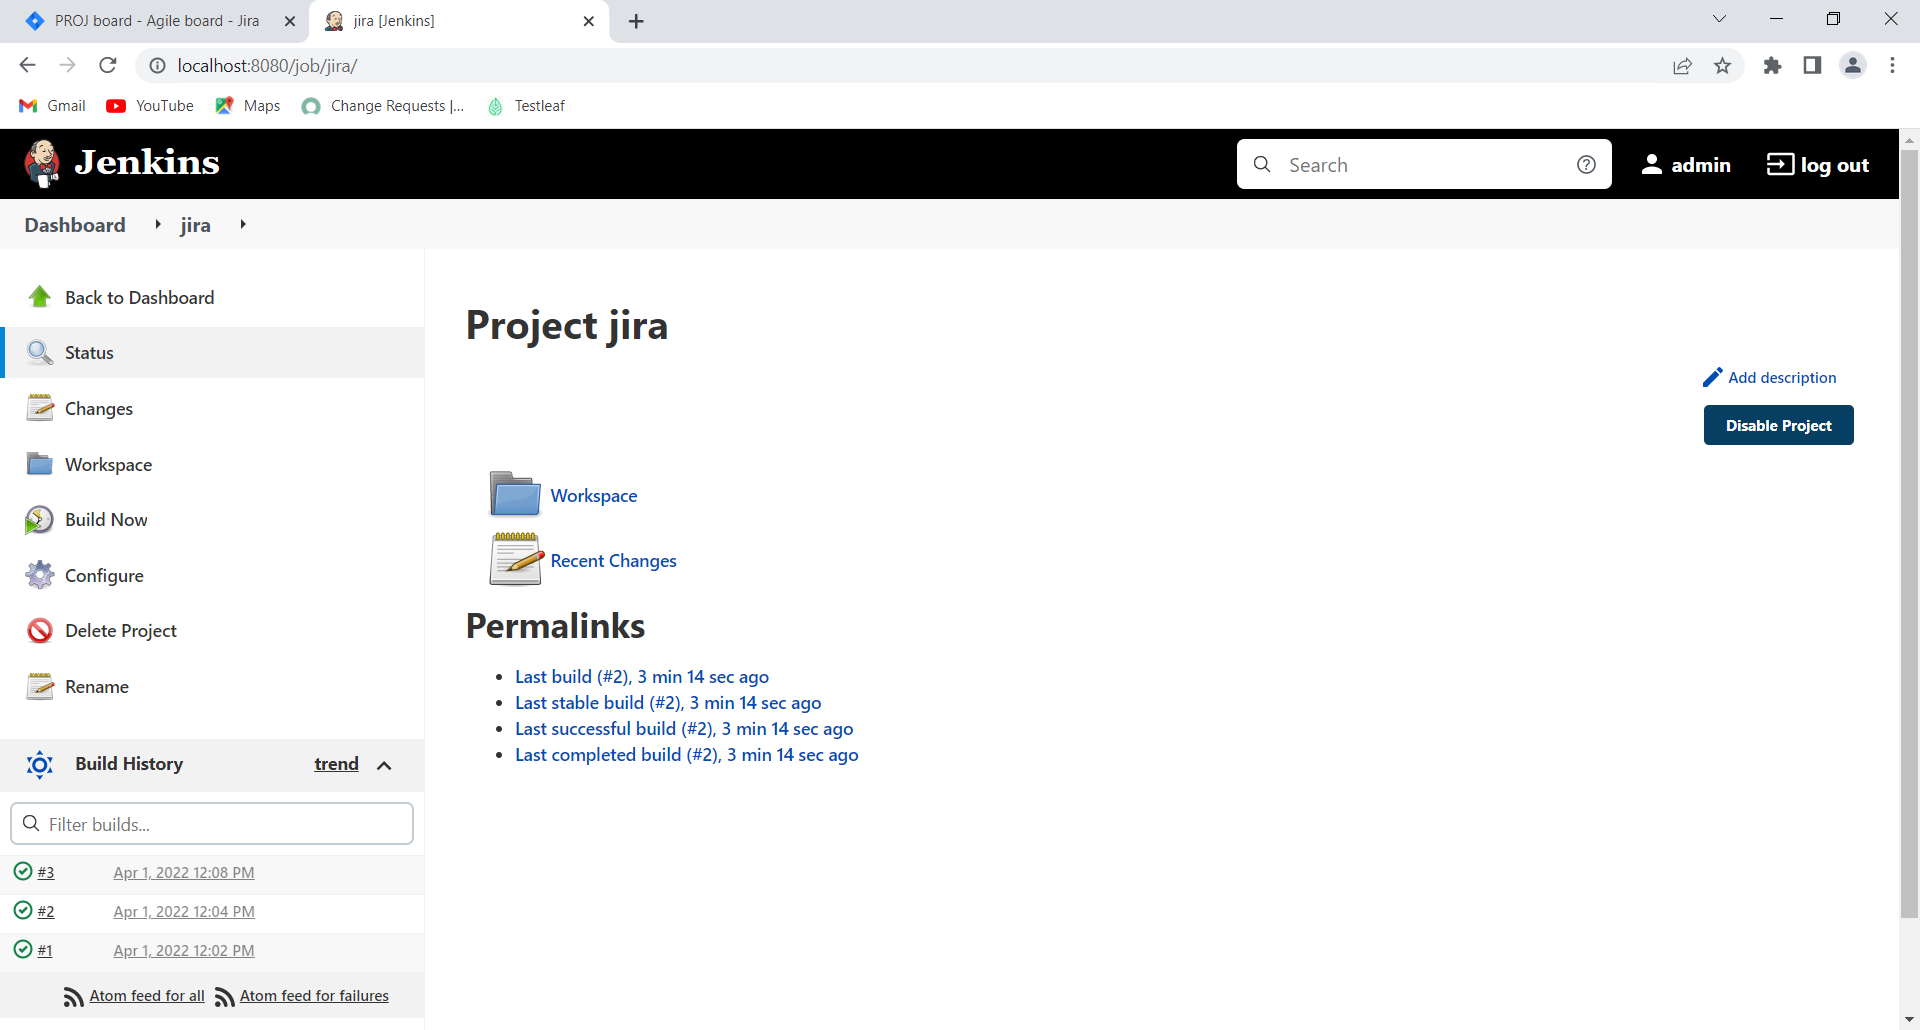 PROJ board - Agile board - Jira
jira [Jenkins]
localhost:8080/job/jira/
Gmail
YouTube
Maps
Change Requests |...
Testleaf
Jenkins
Search
admin
log out
Dashboard
jira
Back to Dashboard
Status
Changes
Workspace
Build Now
Configure
Delete Project
Rename
Build History
trend
Filter builds...
#3 Apr 1, 2022 12:08 PM
#2 Apr 1, 2022 12:04 PM
#1 Apr 1, 2022 12:02 PM
Atom feed for all Atom feed for failures
Project jira
Add description
Disable Project
Workspace
Recent Changes
Permalinks
Last build (#2), 3 min 14 sec ago
Last stable build (#2), 3 min 14 sec ago
Last successful build (#2), 3 min 14 sec ago
Last completed build (#2), 3 min 14 sec ago